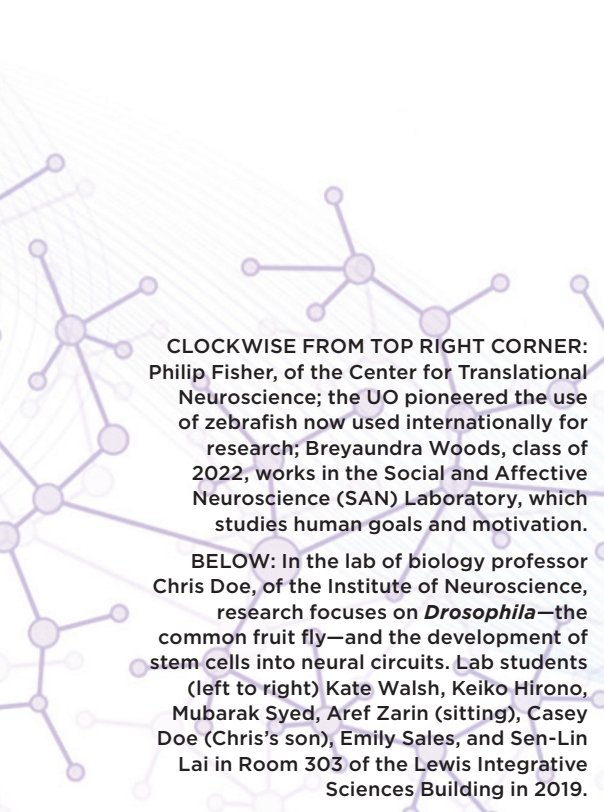 CLOCKWISE FROM TOP RIGHT CORNER:
Philip Fisher, of the Center for Translational
Neuroscience; the UO pioneered the use
of zebrafish now used internationally for
research; Breyaundra Woods, class of
2022, works in the Social and Affective
Neuroscience (SAN) Laboratory, which
studies human goals and motivation.
BELOW: In the lab of biology professor
Chris Doe, of the Institute of Neuroscience,
research focuses on Drosophila—the
common fruit fly—and the development of
stem cells into neural circuits. Lab students
(left to right) Kate Walsh, Keiko Hirono,
Mubarak Syed, Aref Zarin (sitting), Casey
Doe (Chris’s son), Emily Sales, and Sen-Lin
Lai in Room 303 of the Lewis Integrative
Sciences Building in 2019.